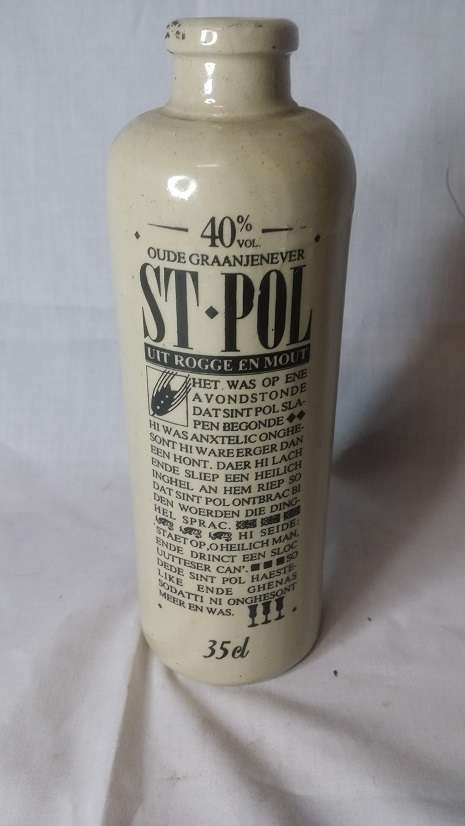 40% VOL.
OUDE GRAANJENEVER
ST·POL
UIT ROGGE EN MOUT
HET WAS OP ENE
AVONDSTONDE
DAT SINT POL SLA-
PEN BEGONDE
HI WAS ANXTELIC ONGHE-
SONT HI WARE ERGER DAN
EEN HONT. DAER HI LACH
ENDE SLIEP EEN HEILICH
INGHEL AN HEM RIEP SO
DAT SINT POL ONTBRAC BI
DEN WOERDEN DIE DING-
HEL SPRAC.
HI SEIDE:
STAET OP, O HEILICH MAN,
ENDE DRINCT EEN SLOC
UUTTESER CAN'. SO
DEDE SINT POL HAESTE-
LIKE ENDE GHENAS
SODATTI NI ONGHESONT
MEER EN WAS.
35cl